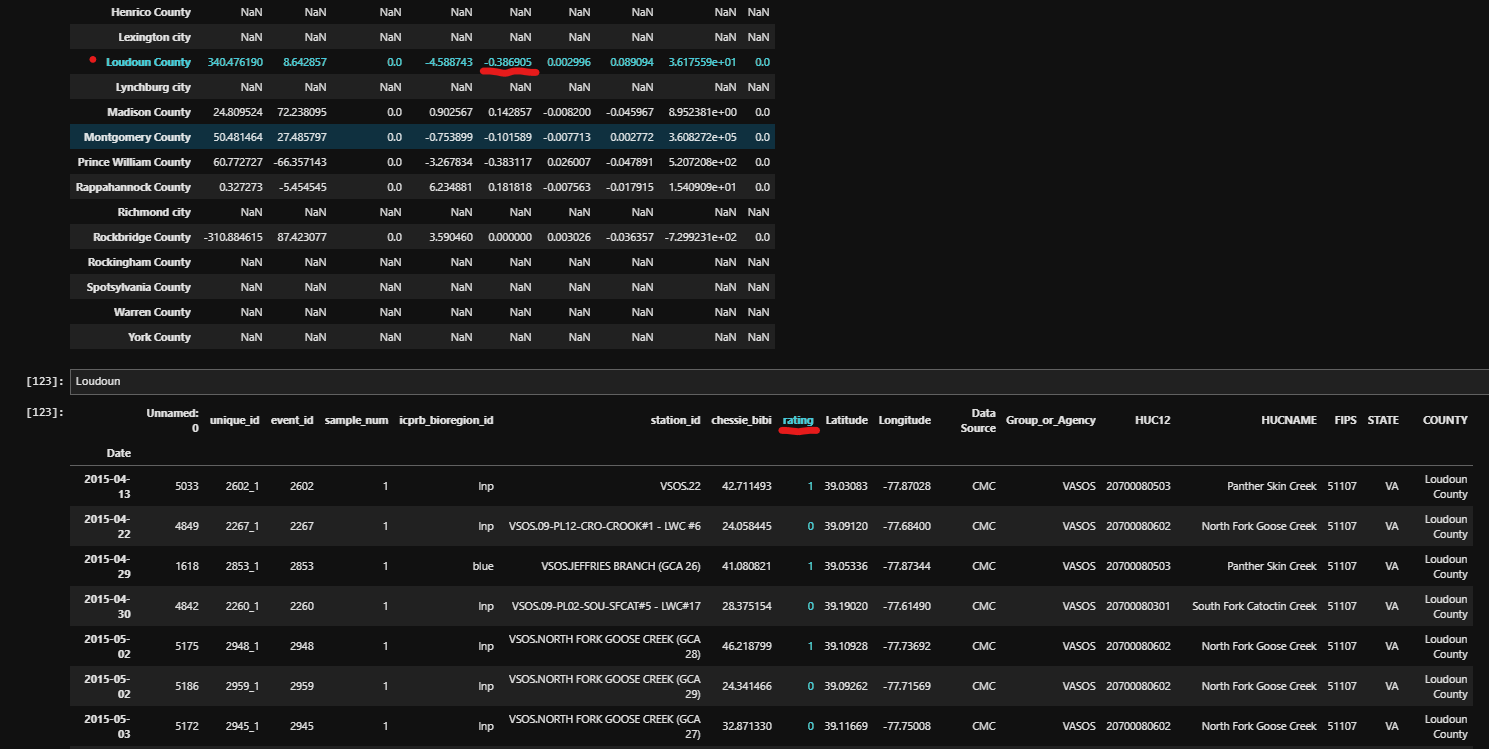 Henrico County NaN NaN NaN NaN NaN NaN NaN NaN NaN
Lexington city NaN NaN NaN NaN NaN NaN NaN NaN NaN
Loudoun County 340.476190 8.642857 0.0 -4.588743 -0.386905 0.002996 0.089094 3.617559e+01 0.0
Lynchburg city NaN NaN NaN NaN NaN NaN NaN NaN NaN
Madison County 24.809524 72.238095 0.0 0.902567 0.142857 -0.008200 -0.045967 8.952381e+00 0.0
Montgomery County 50.481464 27.485797 0.0 -0.753899 -0.101589 -0.007713 0.002772 3.608272e+05 0.0
Prince William County 60.772727 -66.357143 0.0 -3.267834 -0.383117 0.026007 -0.047891 5.207208e+02 0.0
Rappahannock County 0.327273 -5.454545 0.0 6.234881 0.181818 -0.007563 -0.017915 1.540909e+01 0.0
Richmond city NaN NaN NaN NaN NaN NaN NaN NaN NaN
Rockbridge County -310.884615 87.423077 0.0 3.590460 0.000000 0.003026 -0.036357 -7.299231e+02 0.0
Rockingham County NaN NaN NaN NaN NaN NaN NaN NaN NaN
Spotsylvania County NaN NaN NaN NaN NaN NaN NaN NaN NaN
Warren County NaN NaN NaN NaN NaN NaN NaN NaN NaN
York County NaN NaN NaN NaN NaN NaN NaN NaN NaN
[123]: Loudoun
[123]:
Unnamed: 0 unique_id event_id sample_num icprb_bioregion_id station_id chessie_bibi rating Latitude Longitude Data Source Group_or_Agency HUC12 HUCNAME FIPS STATE COUNTY
Date
2015-04-13 5033 2602_1 2602 1 Inp VSOS.22 42.711493 1 39.03083 -77.87028 CMC VASOS 20700080503 Panther Skin Creek 51107 VA Loudoun County
2015-04-22 4849 2267_1 2267 1 Inp VSOS.09-PL12-CRO-CROOK#1 - LWC #6 24.058445 0 39.09120 -77.68400 CMC VASOS 20700080602 North Fork Goose Creek 51107 VA Loudoun County
2015-04-29 1618 2853_1 2853 1 blue VSOS.JEFFRIES BRANCH (GCA 26) 41.080821 1 39.05336 -77.87344 CMC VASOS 20700080503 Panther Skin Creek 51107 VA Loudoun County
2015-04-30 4842 2260_1 2260 1 Inp VSOS.09-PL02-SOU-SFCAT#5 - LWC#17 28.375154 0 39.19020 -77.61490 CMC VASOS 20700080301 South Fork Catoctin Creek 51107 VA Loudoun County
2015-05-02 5175 2948_1 2948 1 Inp VSOS.NORTH FORK GOOSE CREEK (GCA 28) 46.218799 1 39.10928 -77.73692 CMC VASOS 20700080602 North Fork Goose Creek 51107 VA Loudoun County
2015-05-02 5186 2959_1 2959 1 Inp VSOS.NORTH FORK GOOSE CREEK (GCA 29) 24.341466 0 39.09262 -77.71569 CMC VASOS 20700080602 North Fork Goose Creek 51107 VA Loudoun County
2015-05-03 5172 2945_1 2945 1 Inp VSOS.NORTH FORK GOOSE CREEK (GCA 27) 32.871330 0 39.11669 -77.75008 CMC VASOS 20700080602 North Fork Goose Creek 51107 VA Loudoun County